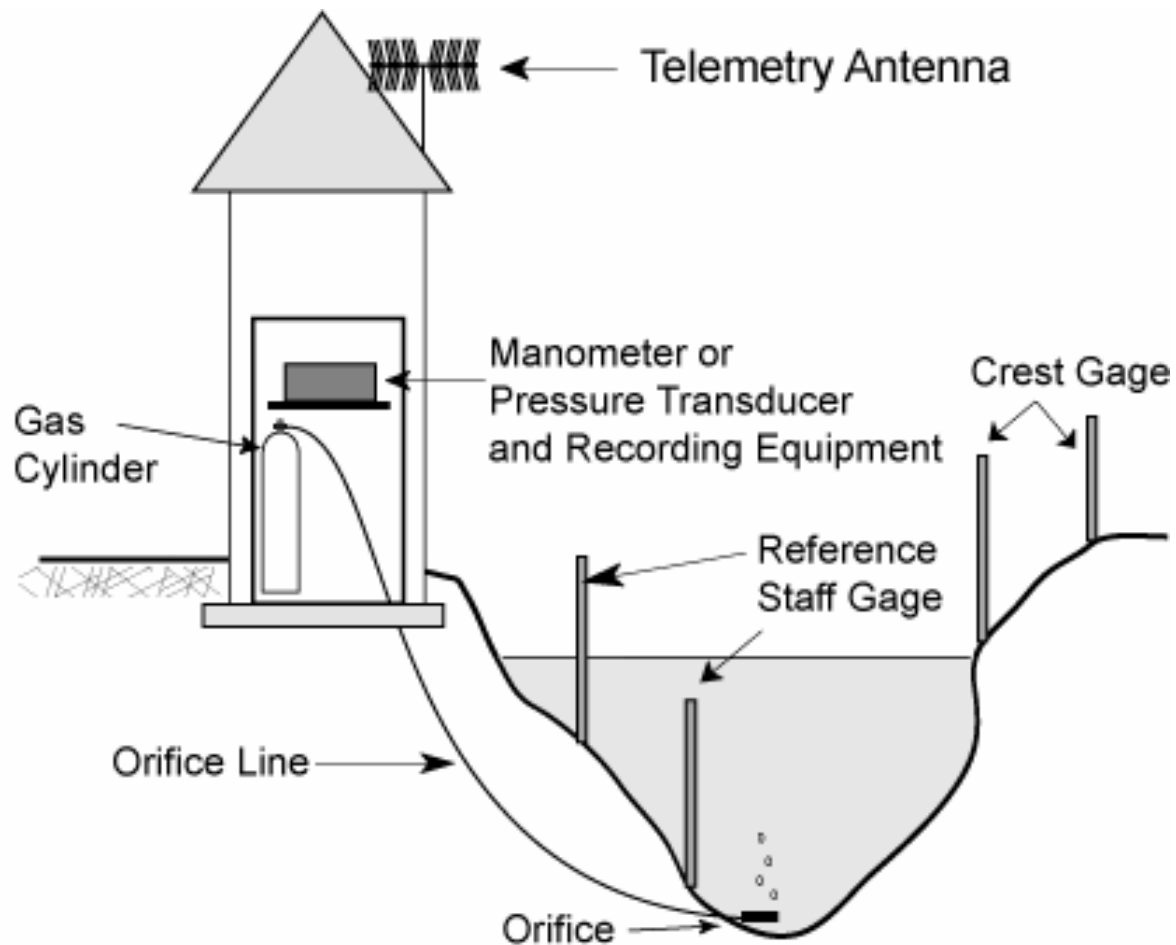 Telemetry Antenna
Manometer or
Pressure Transducer
and Recording Equipment
Crest Gage
Gas
Cylinder
Reference
Staff Gage
Orifice Line
Orifice